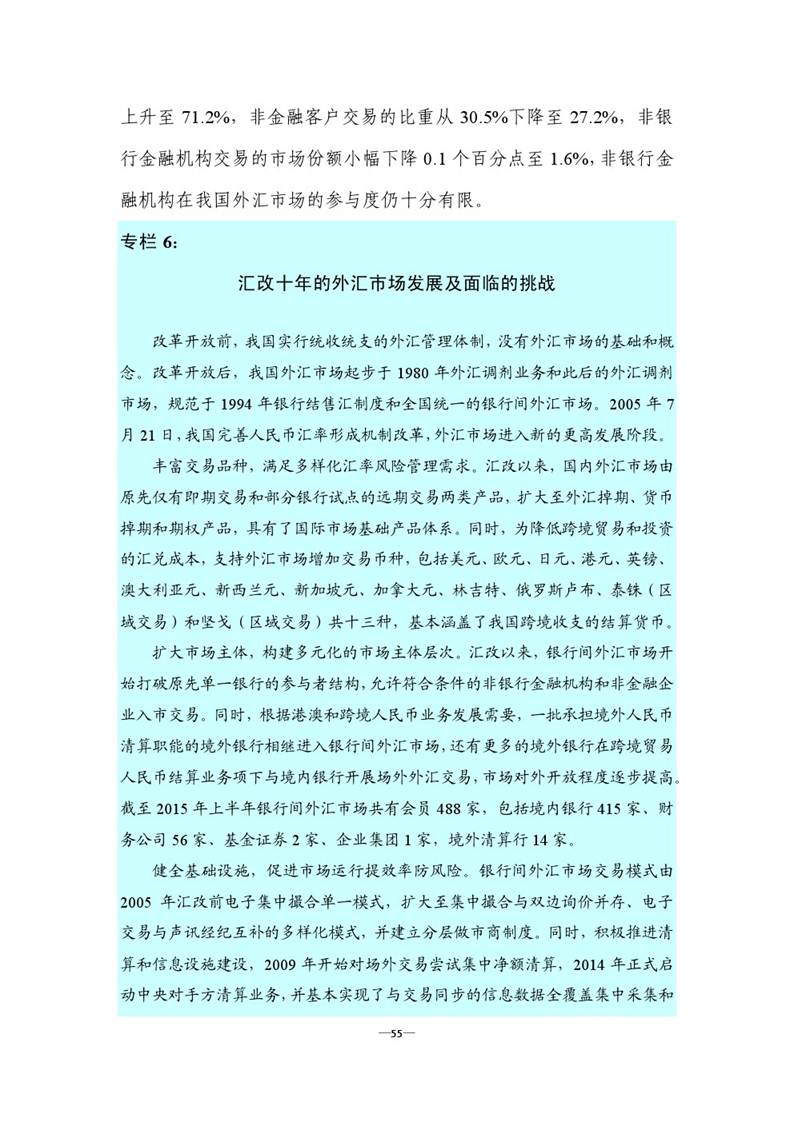 上升至 71.2%，非金融客户交易的比重从 30.5%下降至 27.2%，非银
行金融机构交易的市场份额小幅下降 0.1 个百分点至 1.6%，非银行金
融机构在我国外汇市场的参与度仍十分有限。
专栏 6：
汇改十年的外汇市场发展及面临的挑战
改革开放前，我国实行统收统支的外汇管理体制，没有外汇市场的基础和概
念。改革开放后，我国外汇市场起步于 1980 年外汇调剂业务和此后的外汇调剂
市场，规范于 1994 年银行结售汇制度和全国统一的银行间外汇市场。2005 年 7
月 21 日，我国完善人民币汇率形成机制改革，外汇市场进入新的更高发展阶段。
丰富交易品种，满足多样化汇率风险管理需求。汇改以来，国内外汇市场由
原先仅有即期交易和部分银行试点的远期交易两类产品，扩大至外汇掉期、货币
掉期和期权产品，具有了国际市场基础产品体系。同时，为降低跨境贸易和投资
的汇兑成本，支持外汇市场增加交易币种，包括美元、欧元、日元、港元、英镑、
澳大利亚元、新西兰元、新加坡元、加拿大元、林吉特、俄罗斯卢布、泰铢（区
域交易）和坚戈（区域交易）共十三种，基本涵盖了我国跨境收支的结算货币。
扩大市场主体，构建多元化的市场主体层次。汇改以来，银行间外汇市场开
始打破原先单一银行的参与者结构，允许符合条件的非银行金融机构和非金融企
业入市交易。同时，根据港澳和跨境人民币业务发展需要，一批承担境外人民币
清算职能的境外银行相继进入银行间外汇市场，还有更多的境外银行在跨境贸易
人民币结算业务项下与境内银行开展场外外汇交易，市场对外开放程度逐步提高。
截至 2015 年上半年银行间外汇市场共有会员 488 家，包括境内银行 415 家、财
务公司 56 家、基金证券 2 家、企业集团 1 家，境外清算行 14 家。
健全基础设施，促进市场运行提效率防风险。银行间外汇市场交易模式由
2005 年汇改前电子集中撮合单一模式，扩大至集中撮合与双边询价并存、电子
交易与声讯经纪互补的多样化模式，并建立分层做市商制度。同时，积极推进清
算和信息设施建设，2009 年开始对场外交易尝试集中净额清算，2014 年正式启
动中央对手方清算业务，并基本实现了与交易同步的信息数据全覆盖集中采集和
—55—